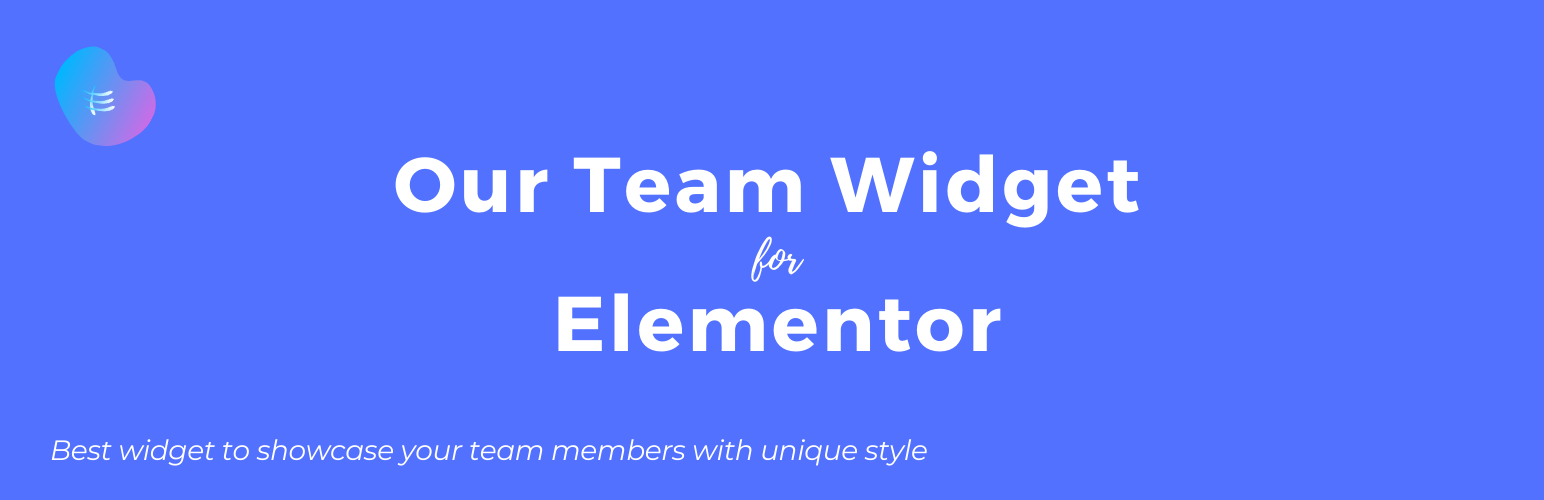 Our Team Widget
for
Elementor
Best widget to showcase your team members with unique style